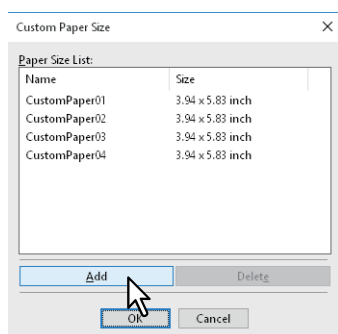 Custom Paper Size
Paper Size List:
Name Size
CustomPaper01 3.94 x 5.83 inch
CustomPaper02 3.94 x 5.83 inch
CustomPaper03 3.94 x 5.83 inch
CustomPaper04 3.94 x 5.83 inch
Add Delete
OK Cancel